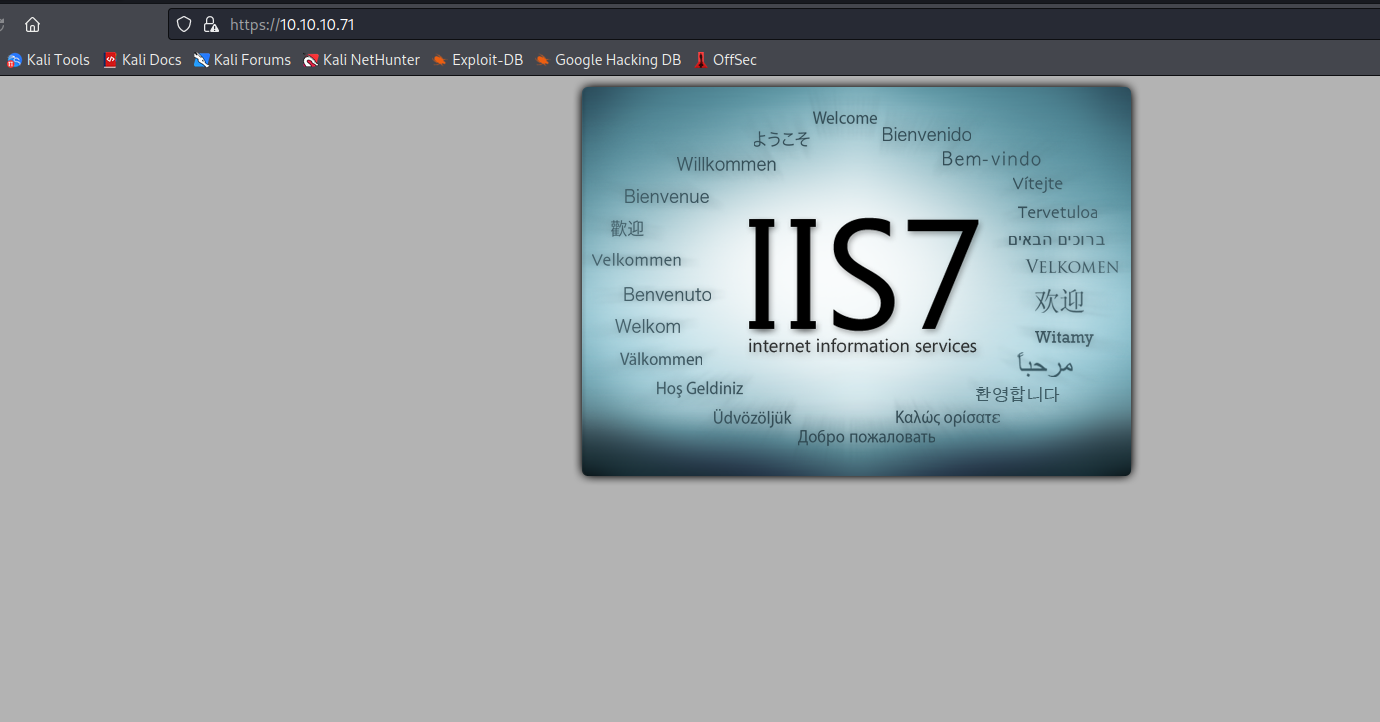 https://10.10.10.71
Kali Tools Kali Docs Kali Forums Kali NetHunter Exploit-DB Google Hacking DB OffSec
Welcome
Bienvenido
ようこそ
Bem-vindo
Willkommen
Vítejte
Bienvenue
Tervetuloa
歡迎
ברוכים הבאים
Velkommen
VELKOMEN
IIS7
internet information services
Benvenuto
欢迎
Welkom
Witamy
Välkommen
مرحباً
Hoş Geldiniz
환영합니다
Üdvözöljük
Καλώς ορίσατε
Добро пожаловать